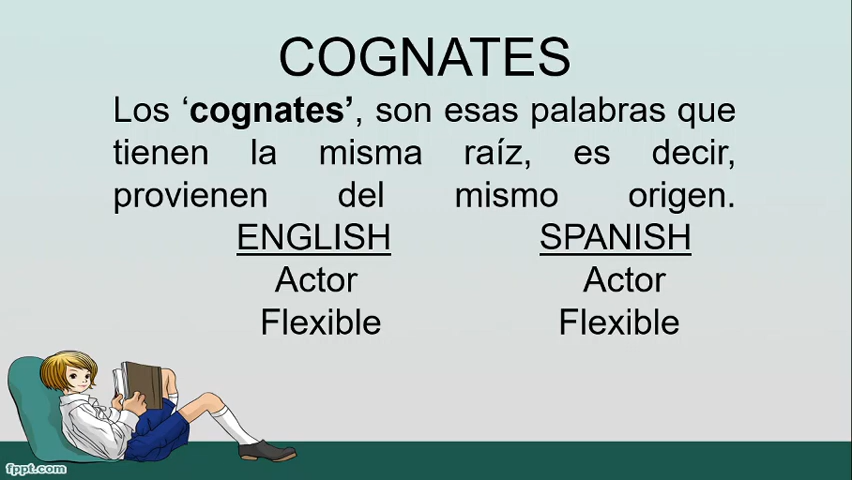 COGNATES
Los ‘cognates’, son esas palabras que
tienen la misma raíz, es decir,
provienen del mismo origen.
ENGLISH SPANISH
Actor Actor
Flexible Flexible
fppt.com